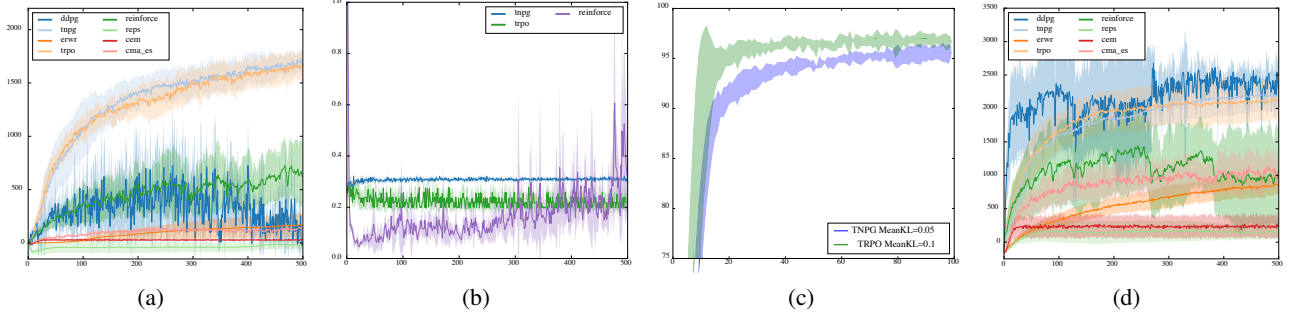 ddpg reinforce
tnpg reps
erwr cem
trpo cma_es
2000
1500
1000
500
0
0 100 200 300 400 500
(a)
tnpg reinforce
trpo
1.0
0.8
0.6
0.4
0.2
0.0
0 100 200 300 400 500
(b)
95
90
85
80
75
TNPG MeanKL=0.05
TRPO MeanKL=0.1
0 20 40 60 80 100
(c)
ddpg reinforce
tnpg reps
erwr cem
trpo cma_es
3500
3000
2500
2000
1500
1000
500
0
0 100 200 300 400 500
(d)